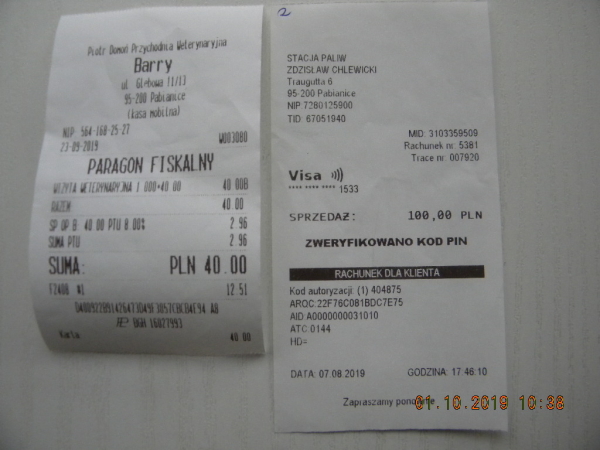 Piotr Domoń Przychodnia Weterynaryjna
Barry
ul. Glebowa 11/13
95-200 Pabianice
(kasa mobilna)
NIP 564-168-25-27
23-09-2019 W003080
PARAGON FISKALNY
WIZYTA WETERYNARYJNA 1 000×40 00 40.00B
RAZEM 40.00
SP OP B: 40 00 PTU 8.00% 2.96
SUMA PTU 2.96
SUMA: PLN 40.00
F2408 #1 12:51
BGH 16027993
Karta 40.00
2
STACJA PALIW
ZDZISŁAW CHLEWICKI
Traugutta 6
95-200 Pabianice
NIP 7280125900
TID: 67051940
MID: 3103359509
Rachunek nr: 5381
Trace nr: 007920
Visa
**** **** **** 1533
SPRZEDAŻ: 100,00 PLN
ZWERYFIKOWANO KOD PIN
RACHUNEK DLA KLIENTA
Kod autoryzacji: (1) 404875
ARQC:22F76C081BDC7E75
AID:A0000000031010
ATC:0144
HD=
DATA: 07.08.2019 GODZINA: 17:46:10
Zapraszamy ponownie
01.10.2019 10:38